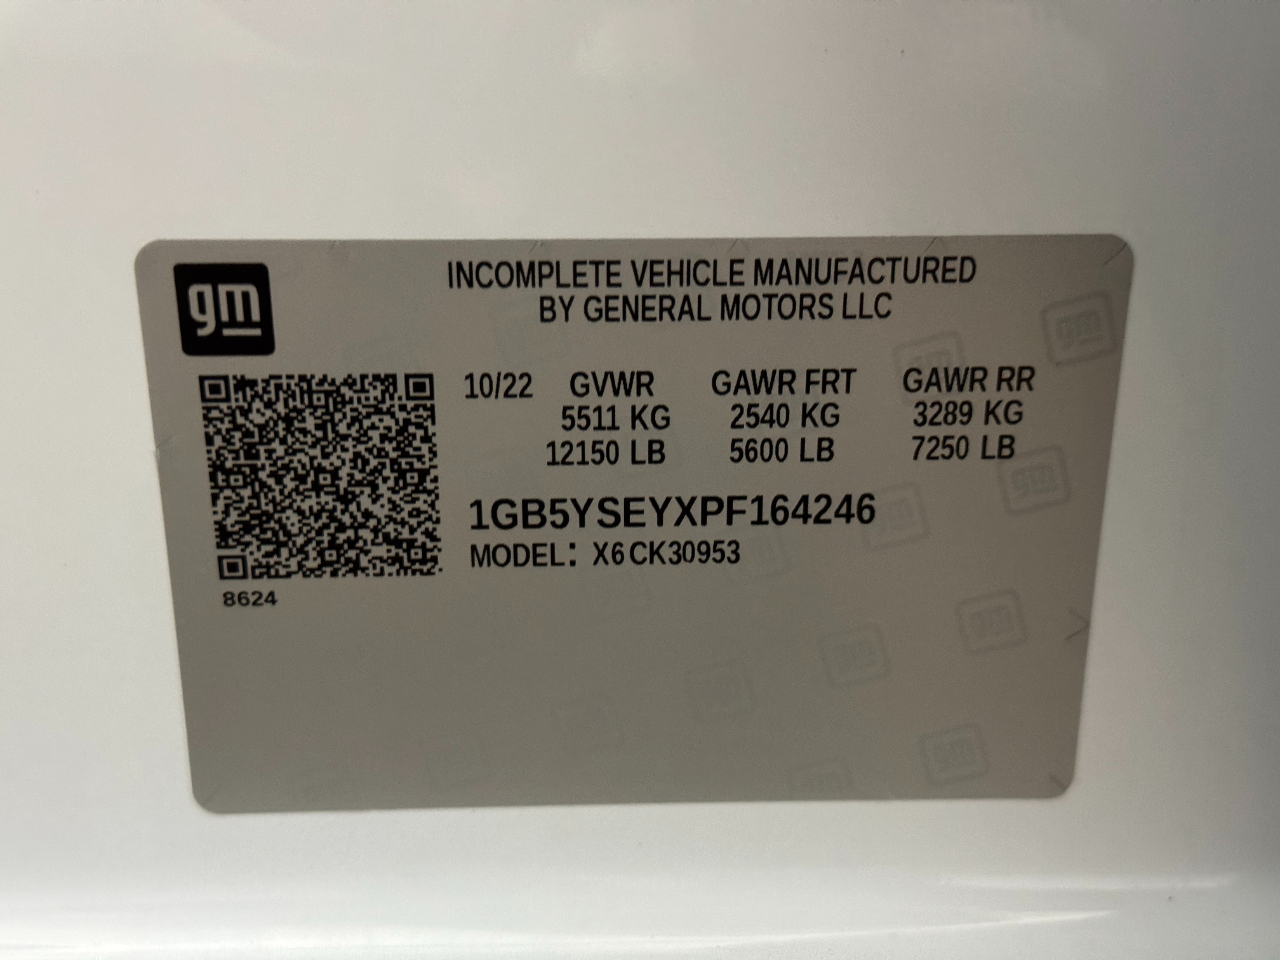 gm
INCOMPLETE VEHICLE MANUFACTURED
BY GENERAL MOTORS LLC
10/22 GVWR GAWR FRT GAWR RR
5511 KG 2540 KG 3289 KG
12150 LB 5600 LB 7250 LB
1GB5YSEYXPF164246
MODEL: X6 CK30953
8624